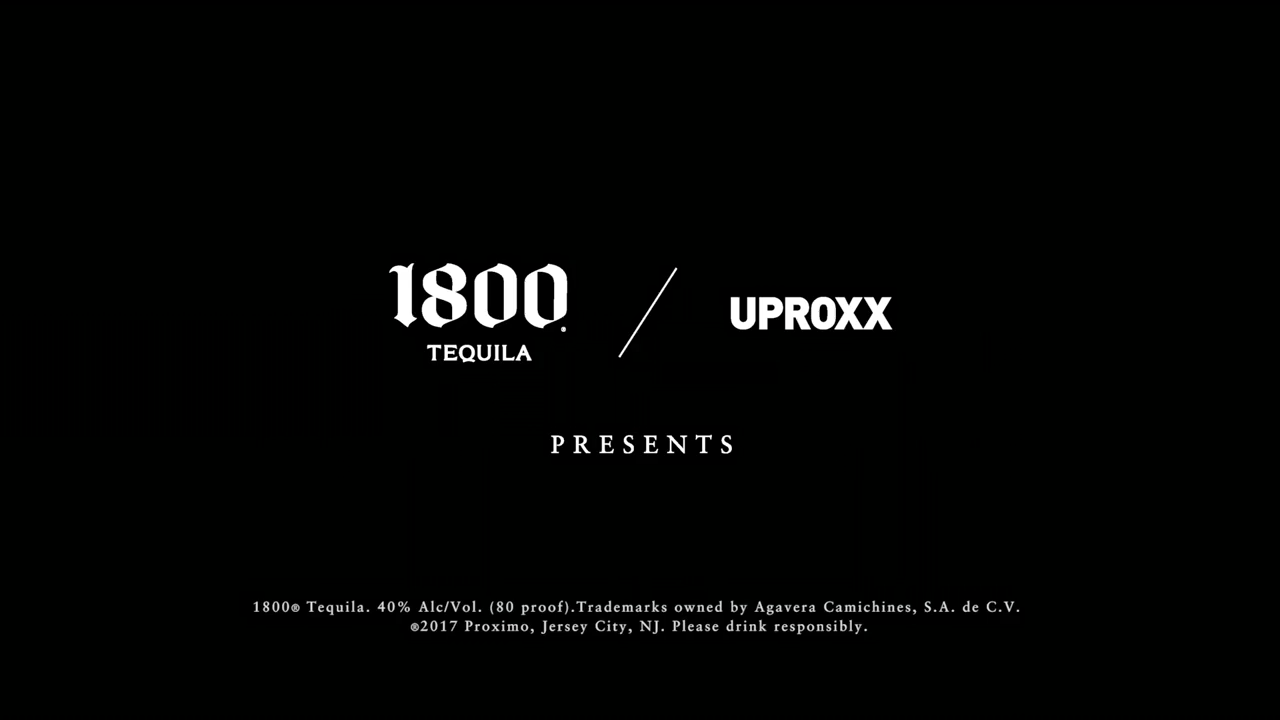 1800®
TEQUILA
UPROXX
PRESENTS
1800® Tequila. 40% Alc/Vol. (80 proof).Trademarks owned by Agavera Camichines, S.A. de C.V.
®2017 Proximo, Jersey City, NJ. Please drink responsibly.